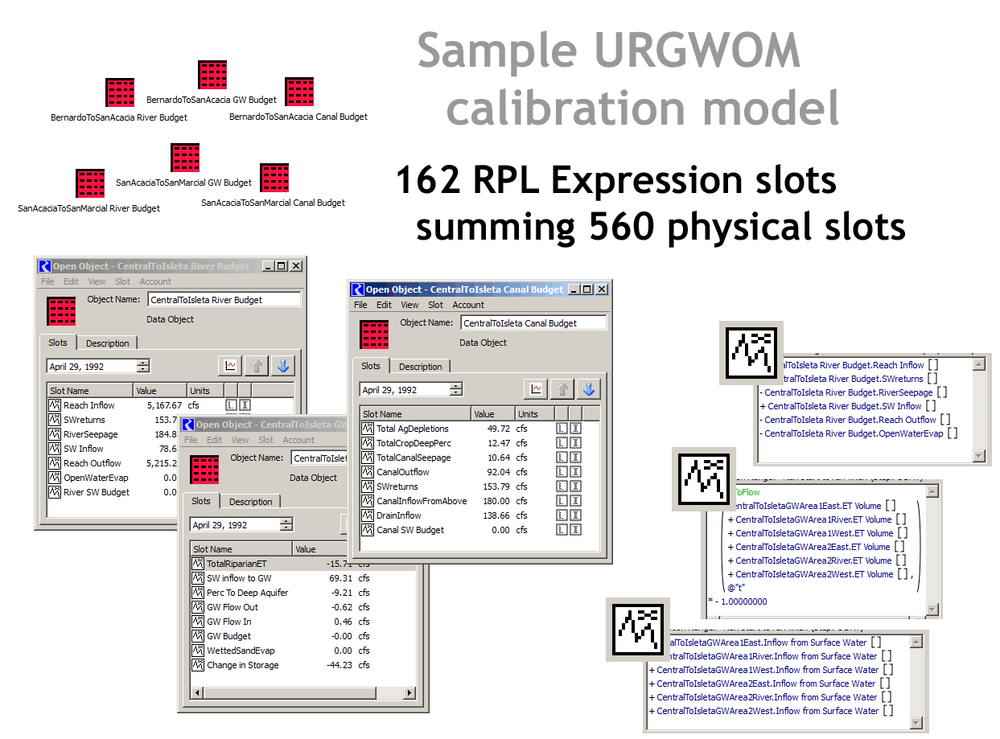 Sample URGWOM
calibration model
162 RPL Expression slots
summing 560 physical slots
BernardoToSanAcacia GW Budget
BernardoToSanAcacia River Budget
BernardoToSanAcacia Canal Budget
SanAcaciaToSanMarcial GW Budget
SanAcaciaToSanMarcial River Budget
SanAcaciaToSanMarcial Canal Budget
Open Object - CentralToIsleta River Budget
File Edit View Slot Account
Object Name: CentralToIsleta River Budget
Data Object
Slots Description
April 29, 1992
Slot Name Value Units
Reach Inflow 5,167.67 cfs
SWreturns 153.7
RiverSeepage 184.8
SW Inflow 78.6
Reach Outflow 5,215.2
OpenWaterEvap 0.0
River SW Budget 0.0
Open Object - CentralToIsleta GW
File Edit View Slot Account
Object Name: CentralToIslet
Data Object
Slots Description
April 29, 1992
Slot Name Value
TotalRiparianET -15.71 cfs
SW inflow to GW 69.31 cfs
Perc To Deep Aquifer -9.21 cfs
GW Flow Out -0.62 cfs
GW Flow In 0.46 cfs
GW Budget -0.00 cfs
WettedSandEvap 0.00 cfs
Change in Storage -44.23 cfs
Open Object - CentralToIsleta Canal Budget
File Edit View Slot Account
Object Name: CentralToIsleta Canal Budget
Data Object
Slots Description
April 29, 1992
Slot Name Value Units
Total AgDepletions 49.72 cfs
TotalCropDeepPerc 12.47 cfs
TotalCanalSeepage 10.64 cfs
CanalOutflow 92.04 cfs
SWreturns 153.79 cfs
CanalInflowFromAbove 180.00 cfs
DrainInflow 138.66 cfs
Canal SW Budget 0.00 cfs
ntralToIsleta River Budget.Reach Inflow []
ntralToIsleta River Budget.SWreturns []
- CentralToIsleta River Budget.RiverSeepage []
+ CentralToIsleta River Budget.SW Inflow []
- CentralToIsleta River Budget.Reach Outflow []
- CentralToIsleta River Budget.OpenWaterEvap []
ToFlow
entralToIsletaGWArea1East.ET Volume []
+ CentralToIsletaGWArea1River.ET Volume []
+ CentralToIsletaGWArea1West.ET Volume []
+ CentralToIsletaGWArea2East.ET Volume []
+ CentralToIsletaGWArea2River.ET Volume []
+ CentralToIsletaGWArea2West.ET Volume [] ,
@"t"
* - 1.00000000
alToIsletaGWArea1East.Inflow from Surface Water []
tralToIsletaGWArea1River.Inflow from Surface Water []
+ CentralToIsletaGWArea1West.Inflow from Surface Water []
+ CentralToIsletaGWArea2East.Inflow from Surface Water []
+ CentralToIsletaGWArea2River.Inflow from Surface Water []
+ CentralToIsletaGWArea2West.Inflow from Surface Water []